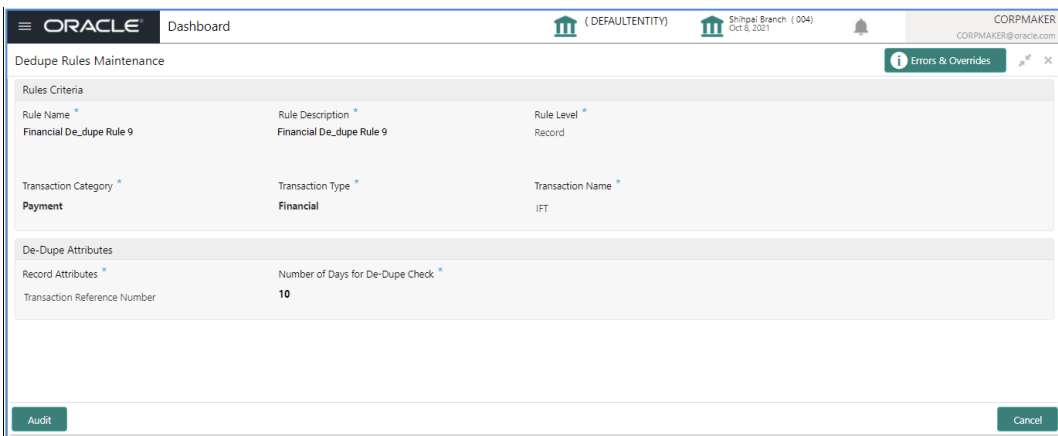 ORACLE Dashboard ( DEFAULTENTITY) Shihpai Branch ( 004) CORPMAKER
Oct 8, 2021 CORPMAKER@oracle.com
Dedupe Rules Maintenance Errors & Overrides
Rules Criteria
Rule Name * Rule Description * Rule Level *
Financial De_dupe Rule 9 Financial De_dupe Rule 9 Record
Transaction Category * Transaction Type * Transaction Name *
Payment Financial IFT
De-Dupe Attributes
Record Attributes * Number of Days for De-Dupe Check *
Transaction Reference Number 10
Audit Cancel